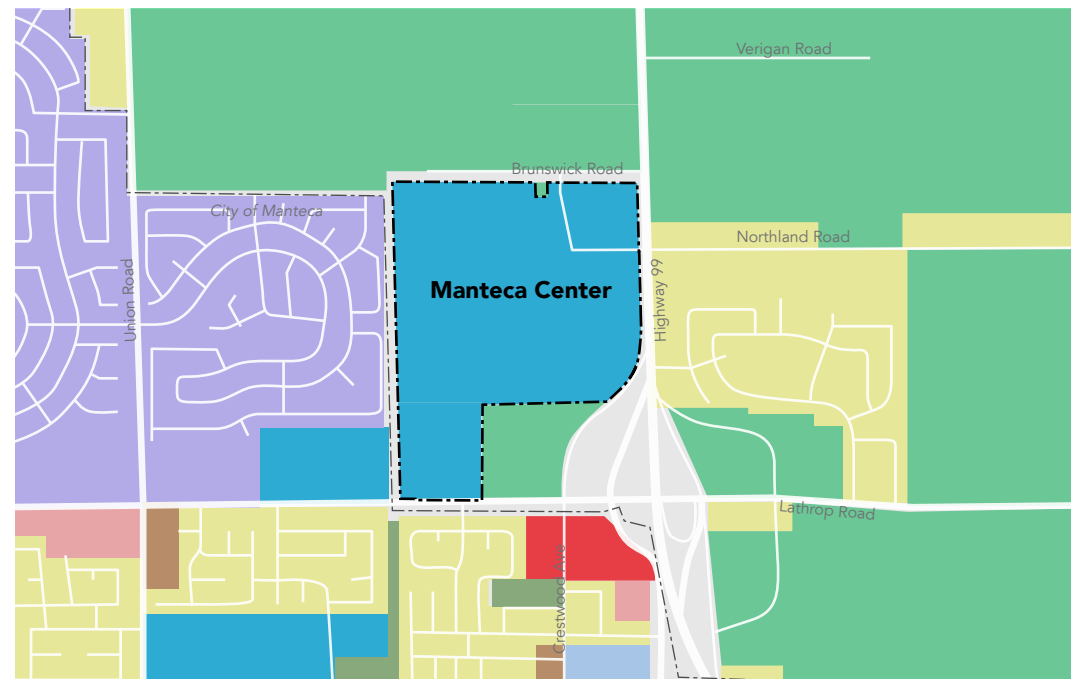 Verigan Road
Brunswick Road
City of Manteca
Northland Road
Manteca Center
Union Road
Highway 99
Lathrop Road
Crestwood Ave